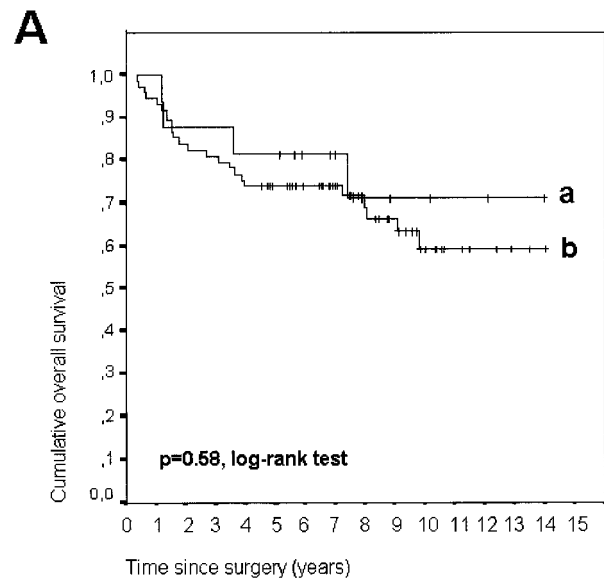 A
1,0
,9
,8
,7
,6
,5
,4
,3
,2
,1
0,0
Cumulative overall survival
a
b
p=0.58, log-rank test
0 1 2 3 4 5 6 7 8 9 10 11 12 13 14 15
Time since surgery (years)